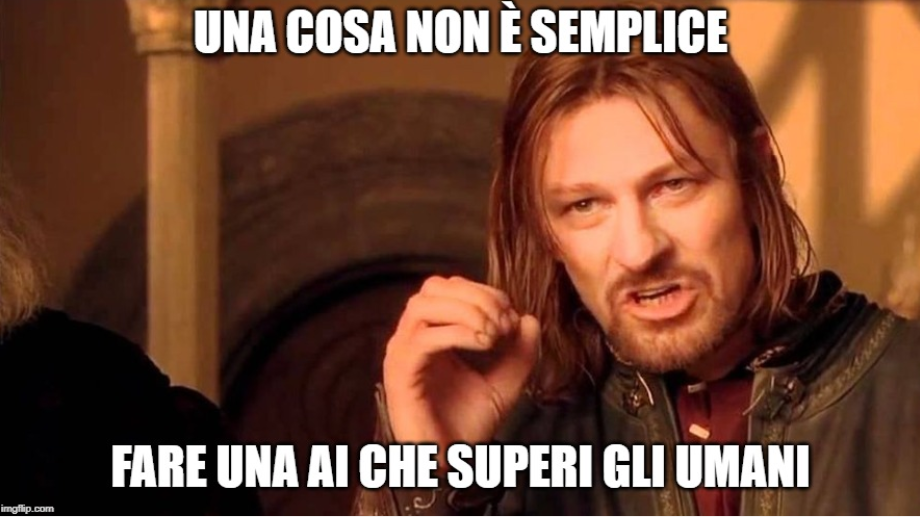 UNA COSA NON È SEMPLICE
FARE UNA AI CHE SUPERI GLI UMANI
imgflip.com